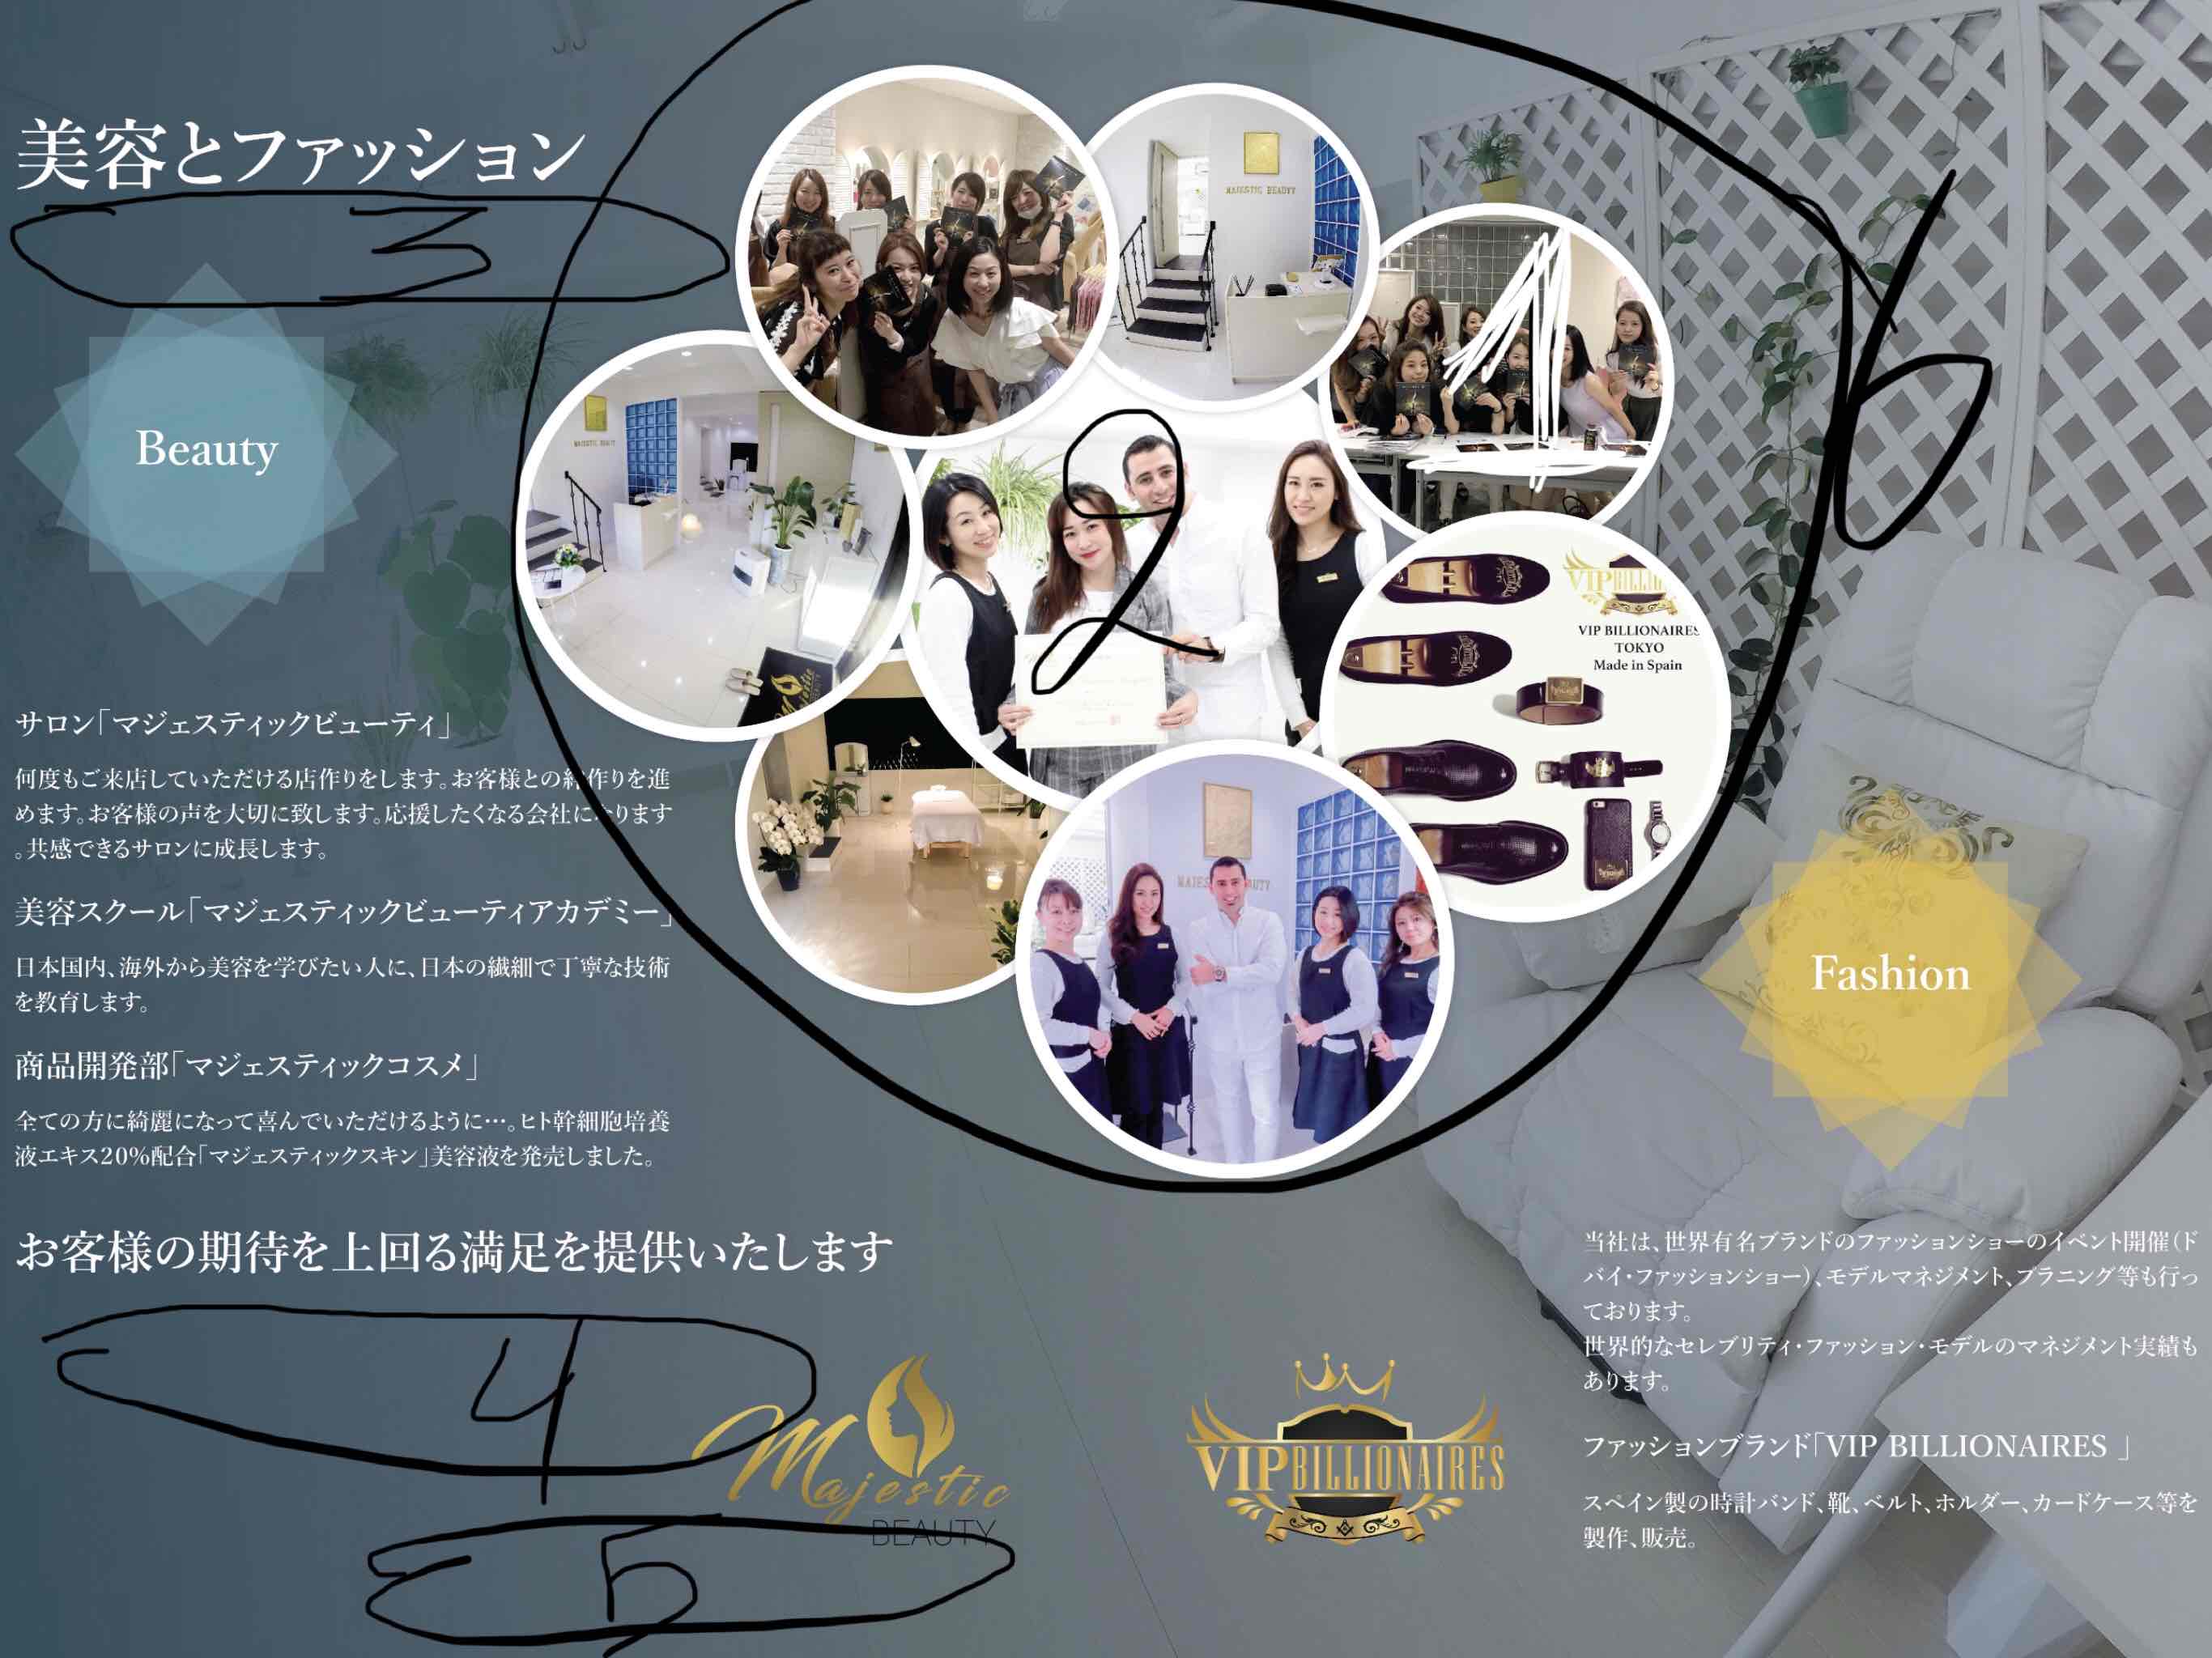 美容とファッション
3
Beauty
MAJESTIC BEAUTY
1
6
2
MAJESTIC BEAUTY
VIP BILLIONAIRES
TOKYO
Made in Spain
サロン「マジェスティックビューティ」
何度もご来店していただける店作りをします。お客様との絆作りを進
めます。お客様の声を大切に致します。応援したくなる会社になります
。共感できるサロンに成長します。
美容スクール「マジェスティックビューティアカデミー」
日本国内、海外から美容を学びたい人に、日本の繊細で丁寧な技術
を教育します。
商品開発部「マジェスティックコスメ」
全ての方に綺麗になって喜んでいただけるように…。ヒト幹細胞培養
液エキス20%配合「マジェスティックスキン」美容液を発売しました。
お客様の期待を上回る満足を提供いたします
4
5
Majestic
BEAUTY
VIPBILLIONAIRES
Fashion
当社は、世界有名ブランドのファッションショーのイベント開催（ド
バイ・ファッションショー）、モデルマネジメント、プラニング等も行っ
ております。
世界的なセレブリティ・ファッション・モデルのマネジメント実績も
あります。
ファッションブランド「VIP BILLIONAIRES 」
スペイン製の時計バンド、靴、ベルト、ホルダー、カードケース等を
製作、販売。